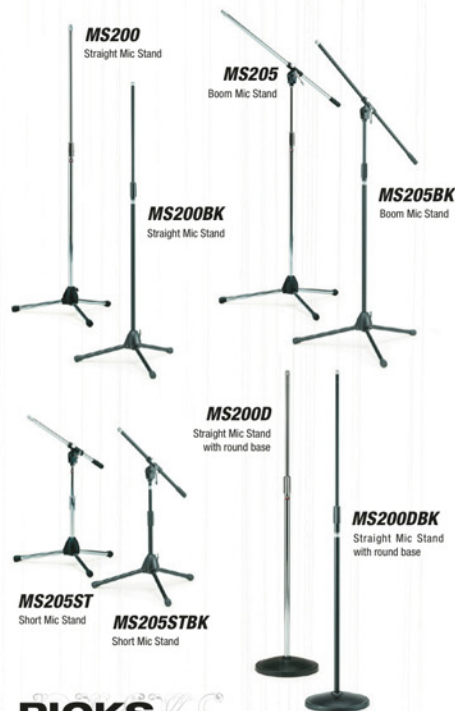 MS200
Straight Mic Stand
MS205
Boom Mic Stand
MS205BK
Boom Mic Stand
MS200BK
Straight Mic Stand
MS200D
Straight Mic Stand
with round base
MS200DBK
Straight Mic Stand
with round base
MS205ST
Short Mic Stand
MS205STBK
Short Mic Stand
PICKS